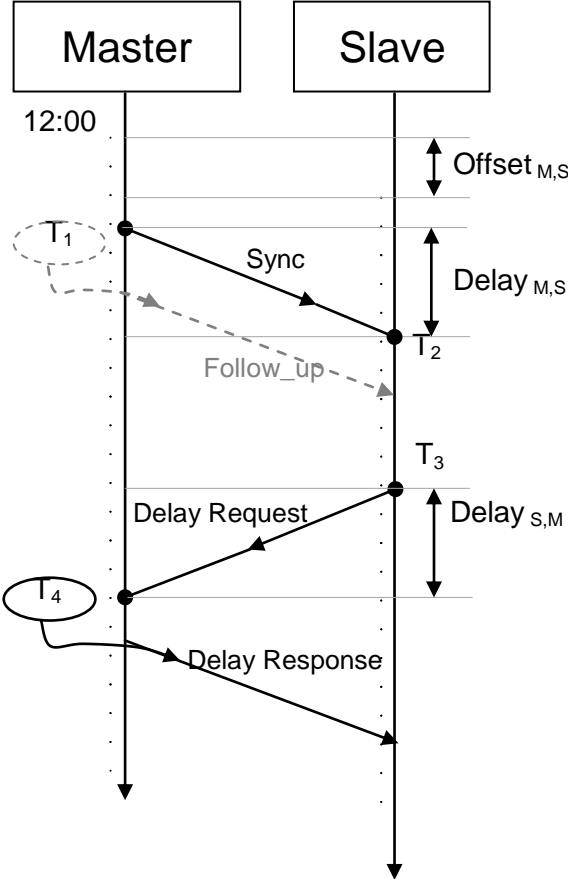 Master
Slave
12:00
Offset M,S
T1
Sync
Delay M,S
T2
Follow_up
T3
Delay Request
Delay S,M
T4
Delay Response